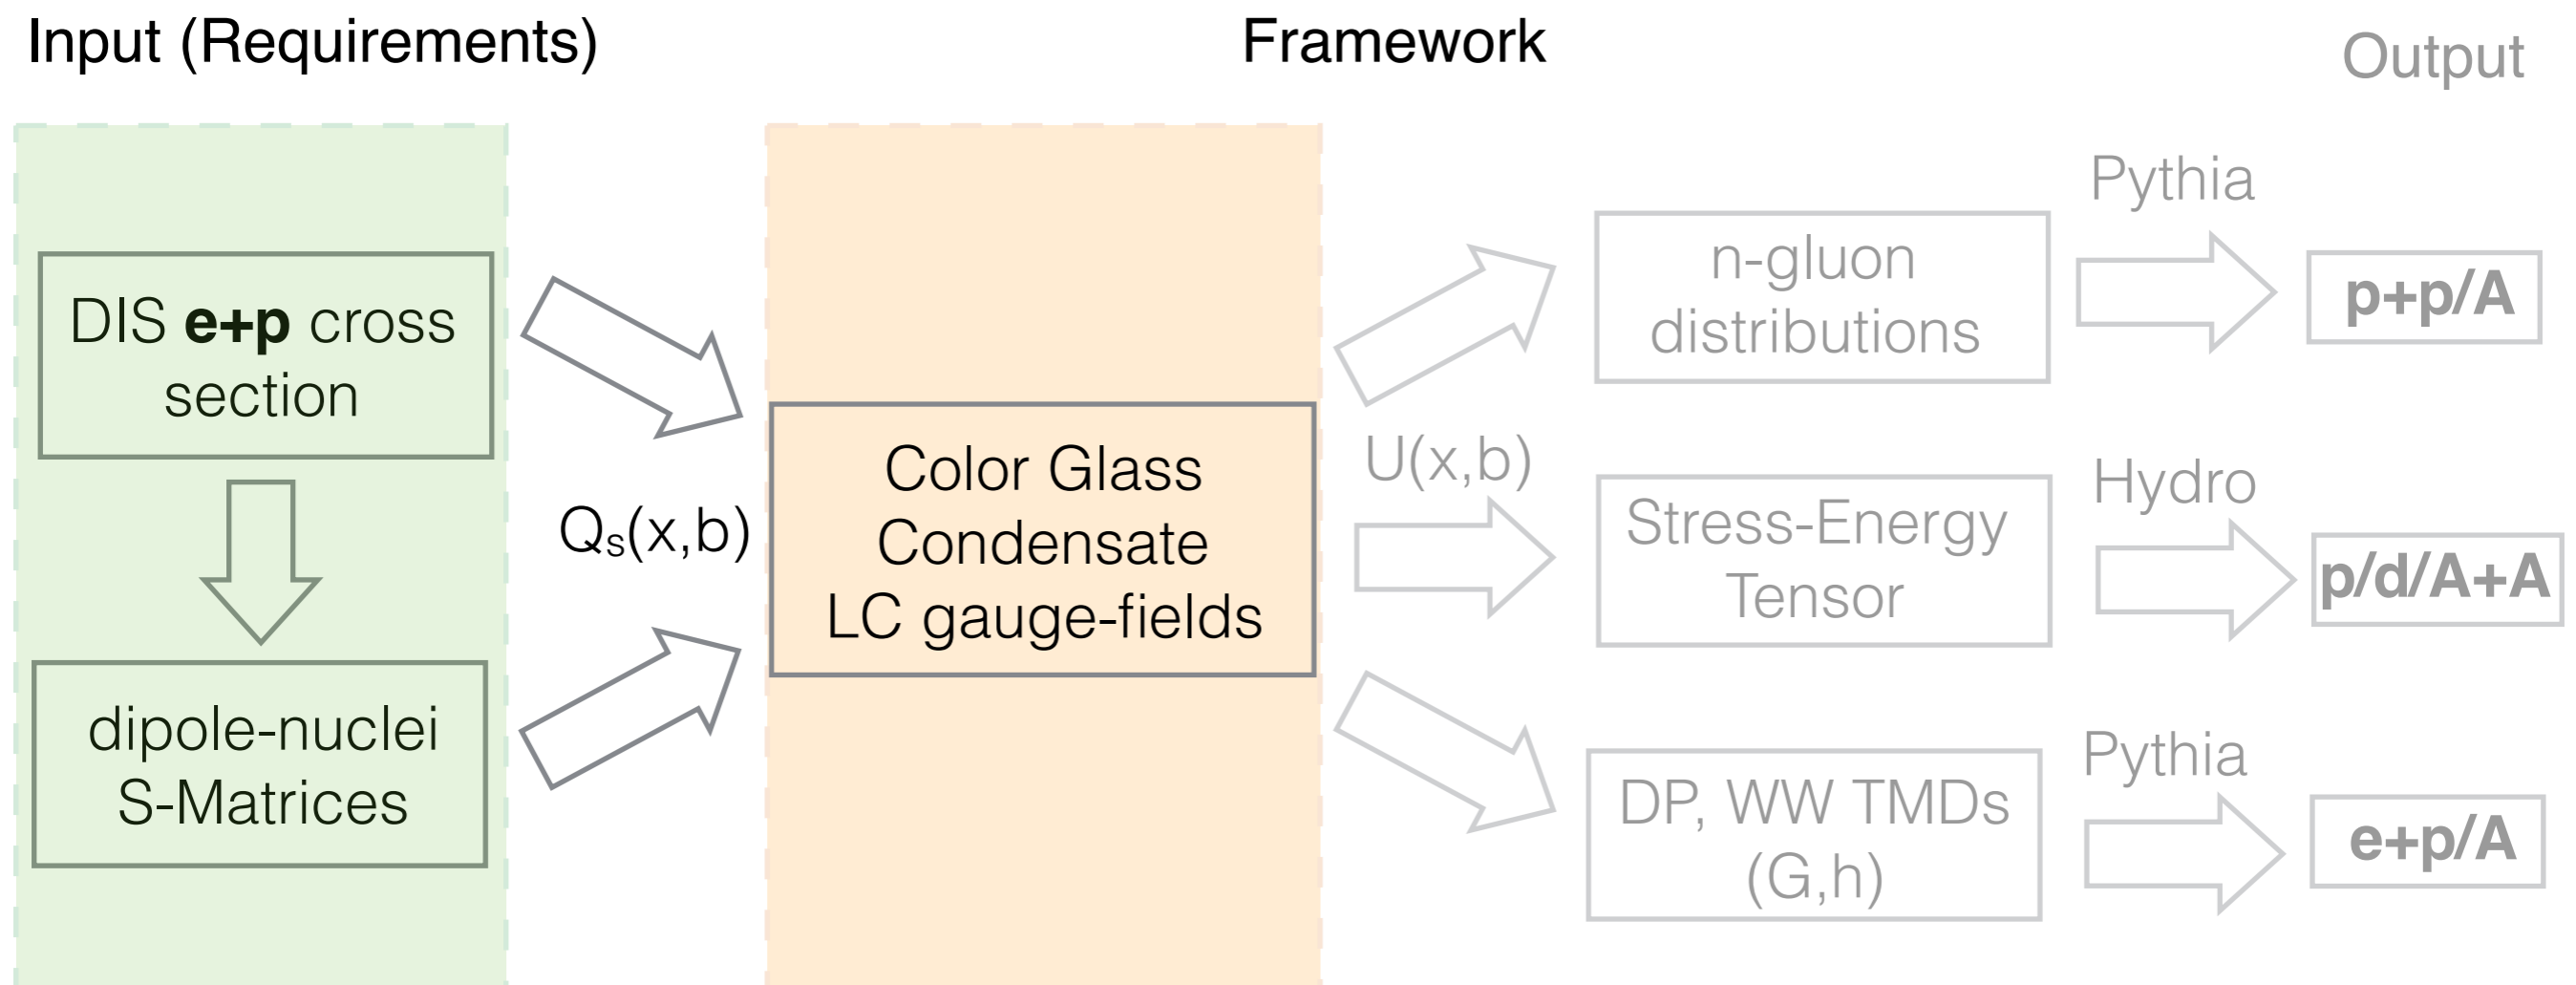 Input (Requirements)
Framework
Output
DIS e+p cross
section
dipole-nuclei
S-Matrices
Qs(x,b)
Color Glass
Condensate
LC gauge-fields
U(x,b)
n-gluon
distributions
Pythia
p+p/A
Stress-Energy
Tensor
Hydro
p/d/A+A
DP, WW TMDs
(G,h)
Pythia
e+p/A